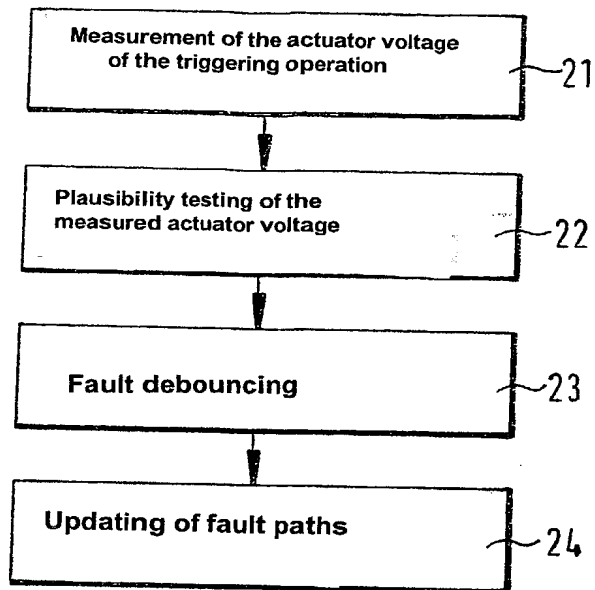 Measurement of the actuator voltage
of the triggering operation
21
Plausibility testing of the
measured actuator voltage
22
Fault debouncing
23
Updating of fault paths
24